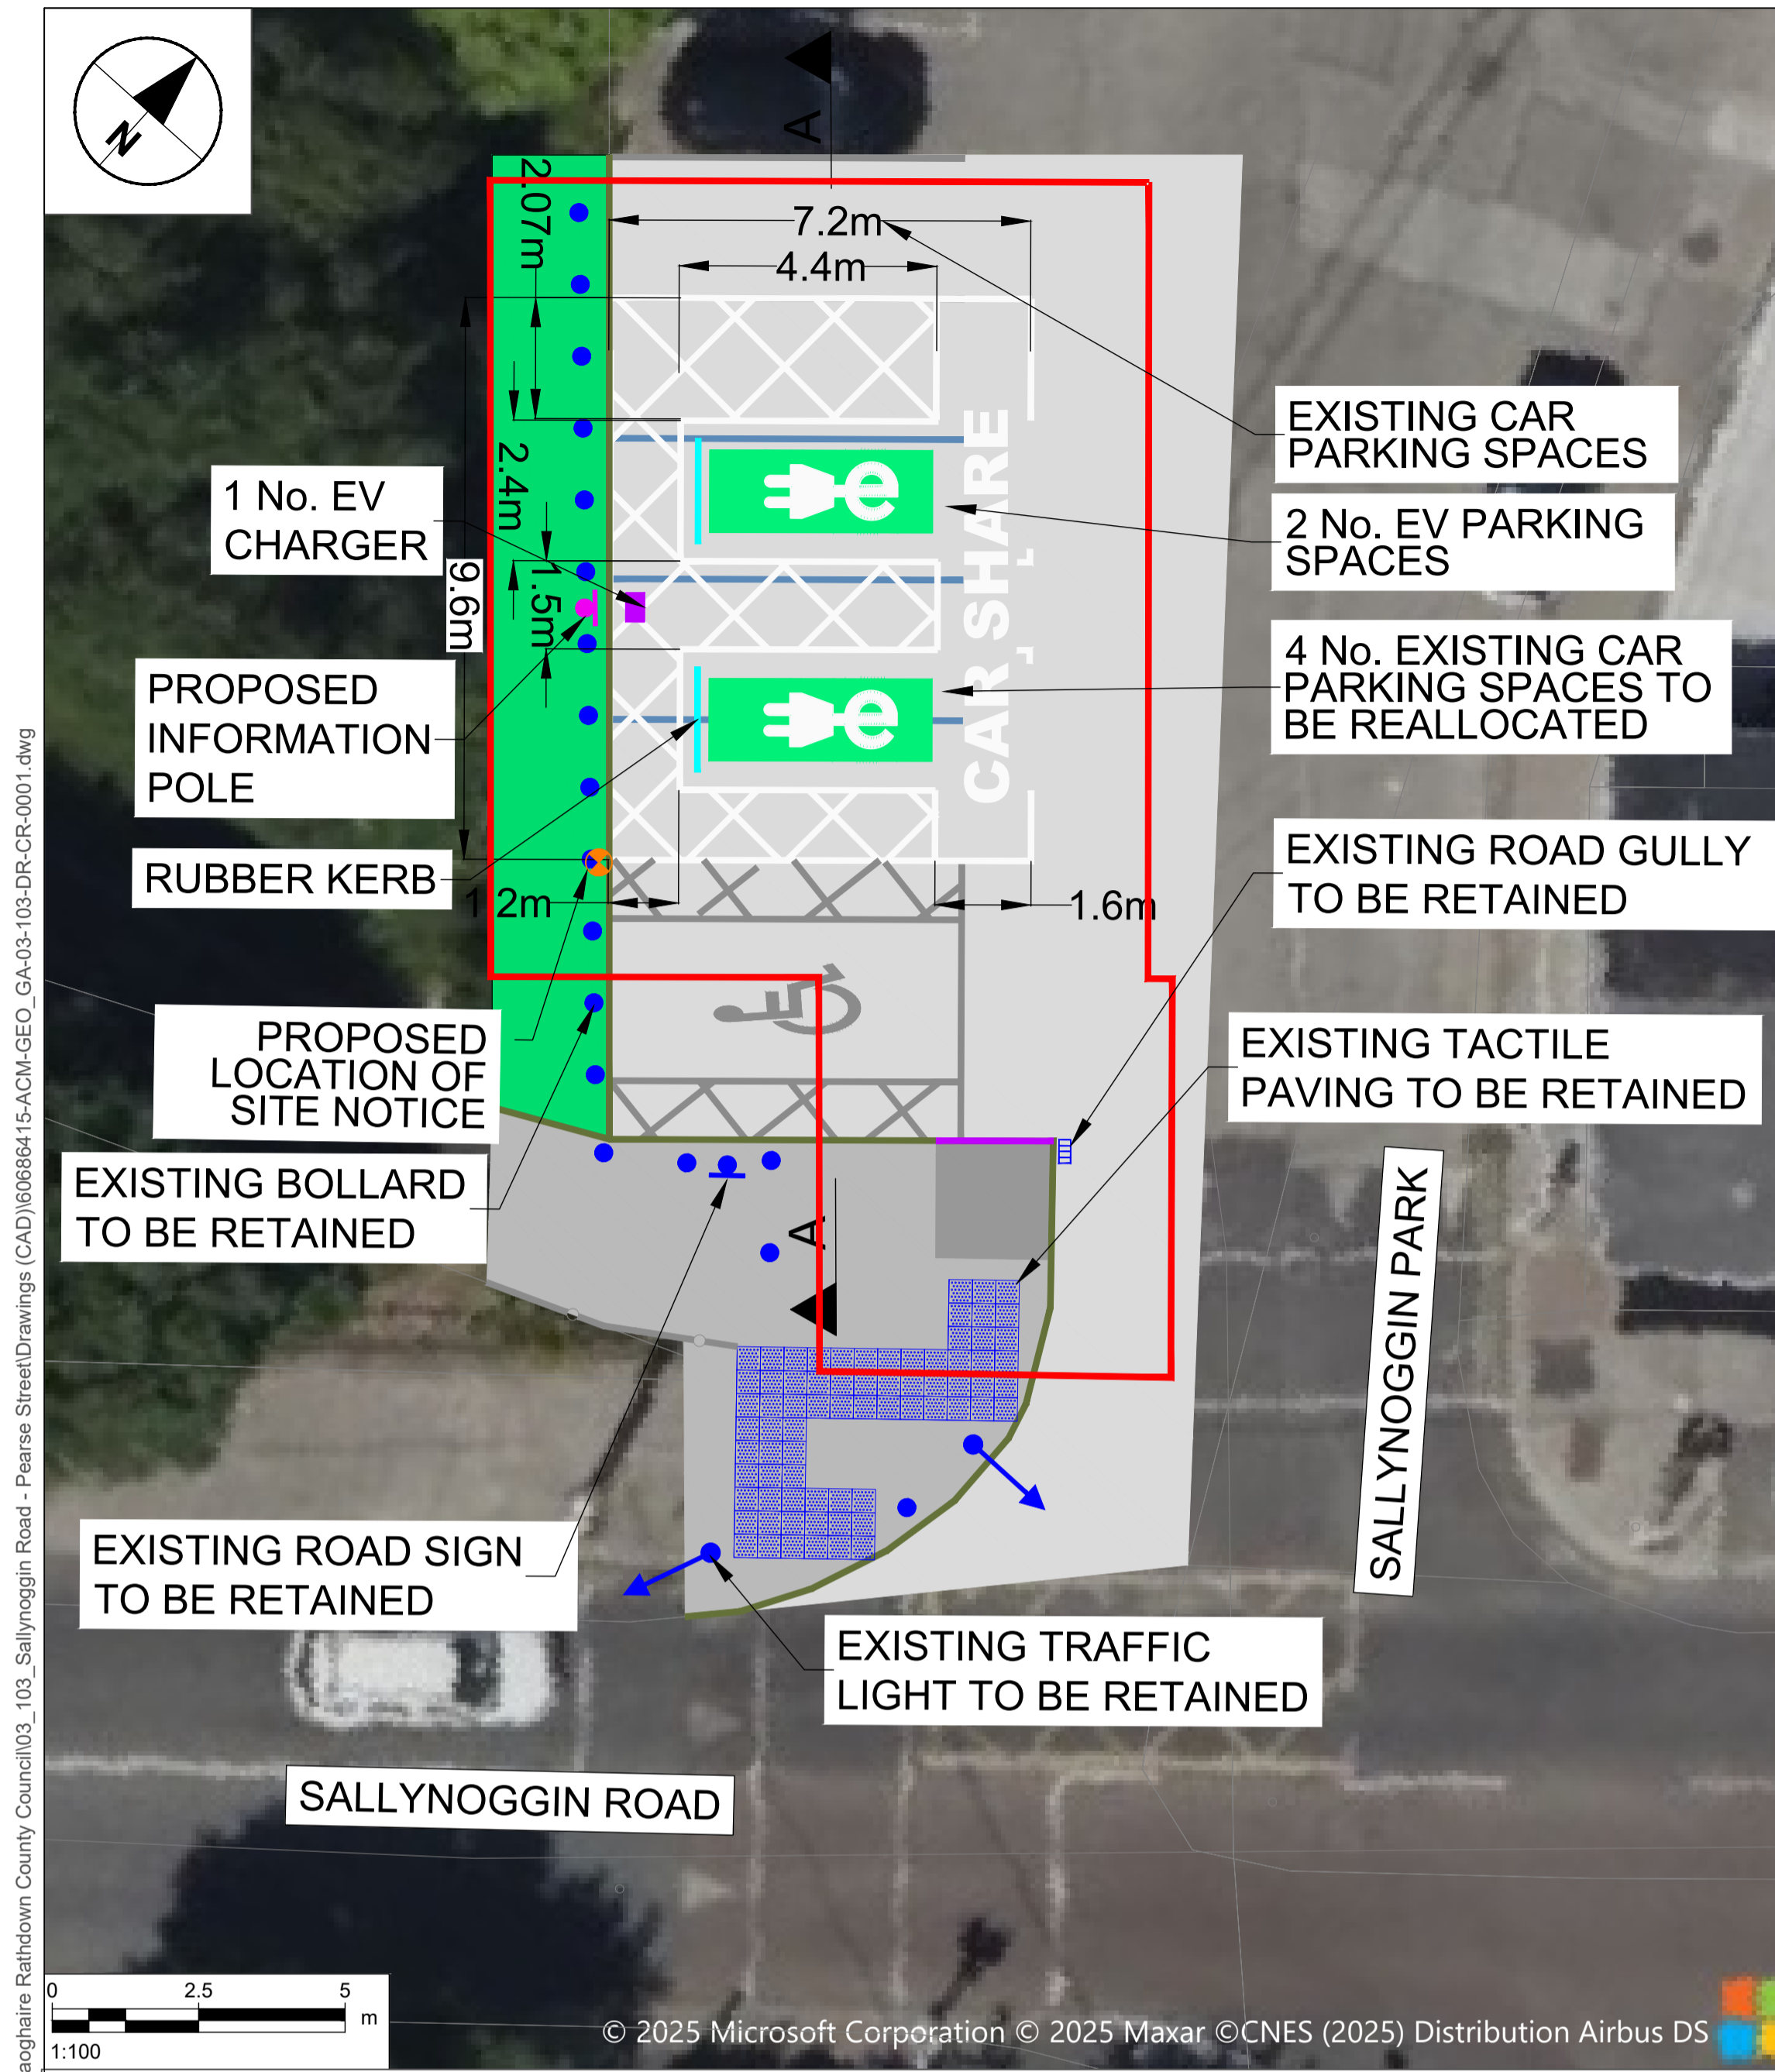 N
A
2.07m
7.2m
4.4m
EXISTING CAR
PARKING SPACES
2.4m
CAR SHARE
1 No. EV
CHARGER
2 No. EV PARKING
SPACES
9.6m
1.5m
4 No. EXISTING CAR
PARKING SPACES TO
BE REALLOCATED
PROPOSED
INFORMATION
POLE
EXISTING ROAD GULLY
TO BE RETAINED
RUBBER KERB
1.2m
1.6m
PROPOSED
LOCATION OF
SITE NOTICE
EXISTING TACTILE
PAVING TO BE RETAINED
EXISTING BOLLARD
TO BE RETAINED
A
SALLYNOGGIN PARK
EXISTING ROAD SIGN
TO BE RETAINED
EXISTING TRAFFIC
LIGHT TO BE RETAINED
SALLYNOGGIN ROAD
0 2.5 5
m
1:100
© 2025 Microsoft Corporation © 2025 Maxar ©CNES (2025) Distribution Airbus DS
aoghaire Rathdown County Council\03_103_Sallynoggin Road - Pearse Street\Drawings (CAD)\60686415-ACM-GEO_GA-03-103-DR-CR-0001.dwg